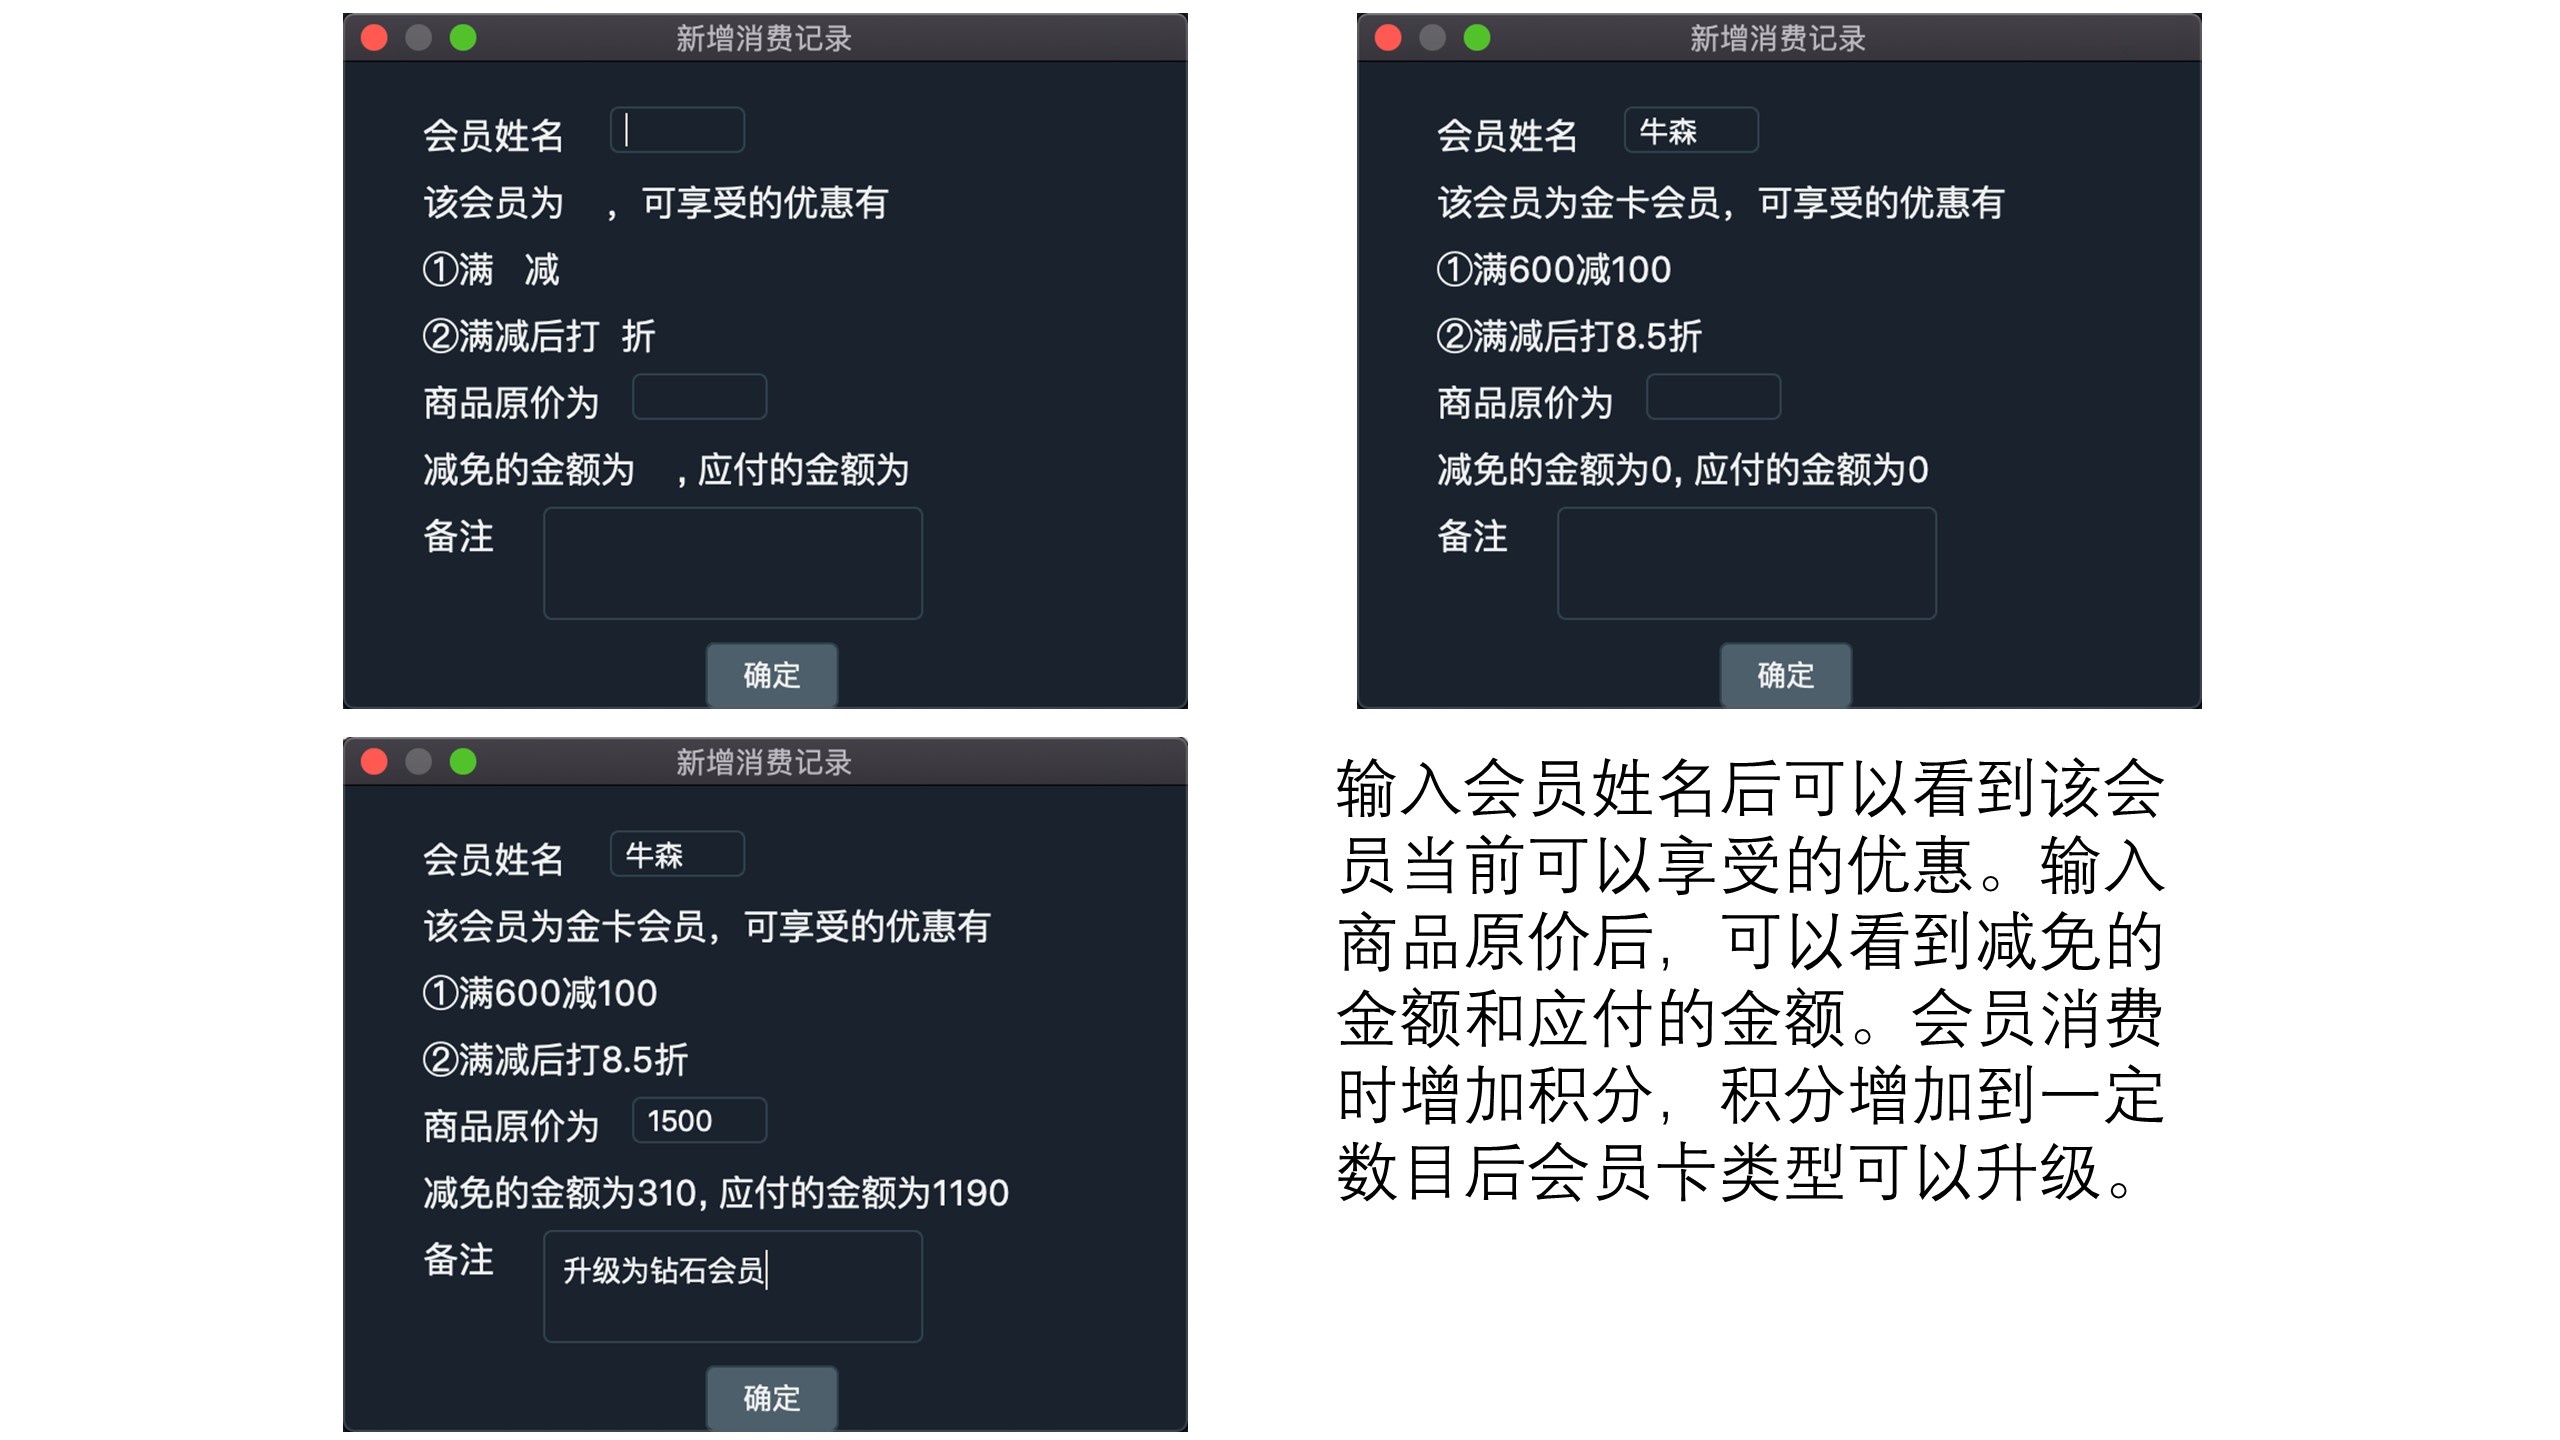 新增消费记录
会员姓名
该会员为 ，可享受的优惠有
①满 减
②满减后打 折
商品原价为
减免的金额为 , 应付的金额为
备注
确定
新增消费记录
会员姓名 牛森
该会员为金卡会员，可享受的优惠有
①满600减100
②满减后打8.5折
商品原价为
减免的金额为0, 应付的金额为0
备注
确定
新增消费记录
会员姓名 牛森
该会员为金卡会员，可享受的优惠有
①满600减100
②满减后打8.5折
商品原价为 1500
减免的金额为310, 应付的金额为1190
备注 升级为钻石会员
确定
输入会员姓名后可以看到该会
员当前可以享受的优惠。输入
商品原价后，可以看到减免的
金额和应付的金额。会员消费
时增加积分，积分增加到一定
数目后会员卡类型可以升级。